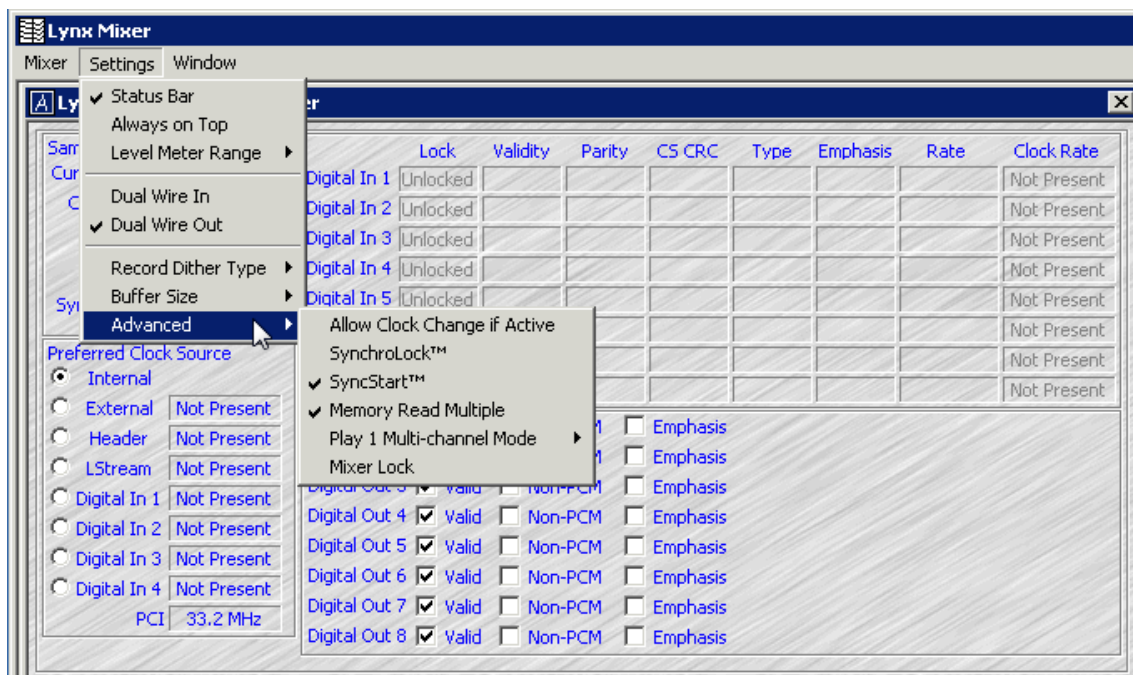 Lynx Mixer
Mixer Settings Window
Status Bar
Always on Top
Level Meter Range
Dual Wire In
Dual Wire Out
Record Dither Type
Buffer Size
Advanced
Allow Clock Change if Active
SynchroLock™
SyncStart™
Memory Read Multiple
Play 1 Multi-channel Mode
Mixer Lock
Lock Validity Parity CS CRC Type Emphasis Rate Clock Rate
Digital In 1 Unlocked Not Present
Digital In 2 Unlocked Not Present
Digital In 3 Unlocked Not Present
Digital In 4 Unlocked Not Present
Digital In 5 Unlocked Not Present
Not Present
Not Present
Not Present
Preferred Clock Source
Internal
External Not Present
Header Not Present
LStream Not Present
Digital In 1 Not Present
Digital In 2 Not Present
Digital In 3 Not Present
Digital In 4 Not Present
PCI 33.2 MHz
Emphasis
Emphasis
Digital Out 3 Valid Non-PCM Emphasis
Digital Out 4 Valid Non-PCM Emphasis
Digital Out 5 Valid Non-PCM Emphasis
Digital Out 6 Valid Non-PCM Emphasis
Digital Out 7 Valid Non-PCM Emphasis
Digital Out 8 Valid Non-PCM Emphasis